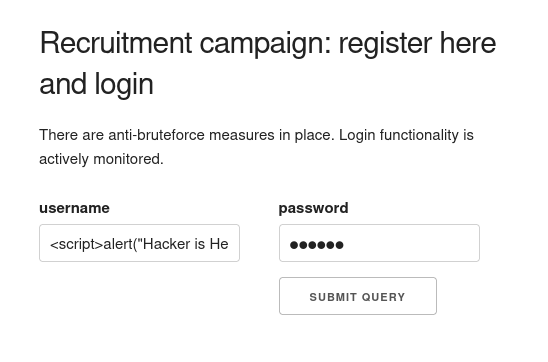 Recruitment campaign: register here
and login
There are anti-bruteforce measures in place. Login functionality is
actively monitored.
username password
<script>alert("Hacker is He ●●●●●●
SUBMIT QUERY